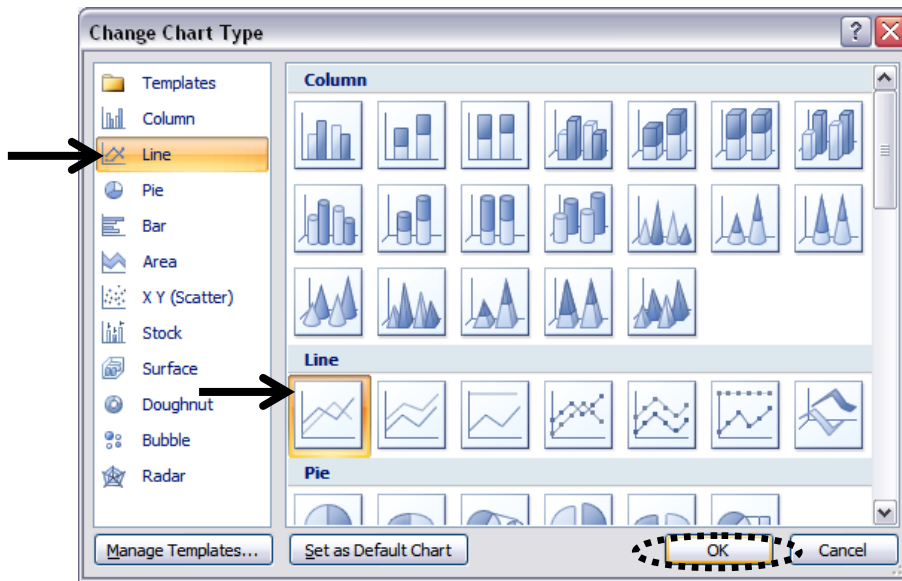 Change Chart Type
Templates
Column
Line
Pie
Bar
Area
X Y (Scatter)
Stock
Surface
Doughnut
Bubble
Radar
Column
Line
Pie
Manage Templates...
Set as Default Chart
OK
Cancel